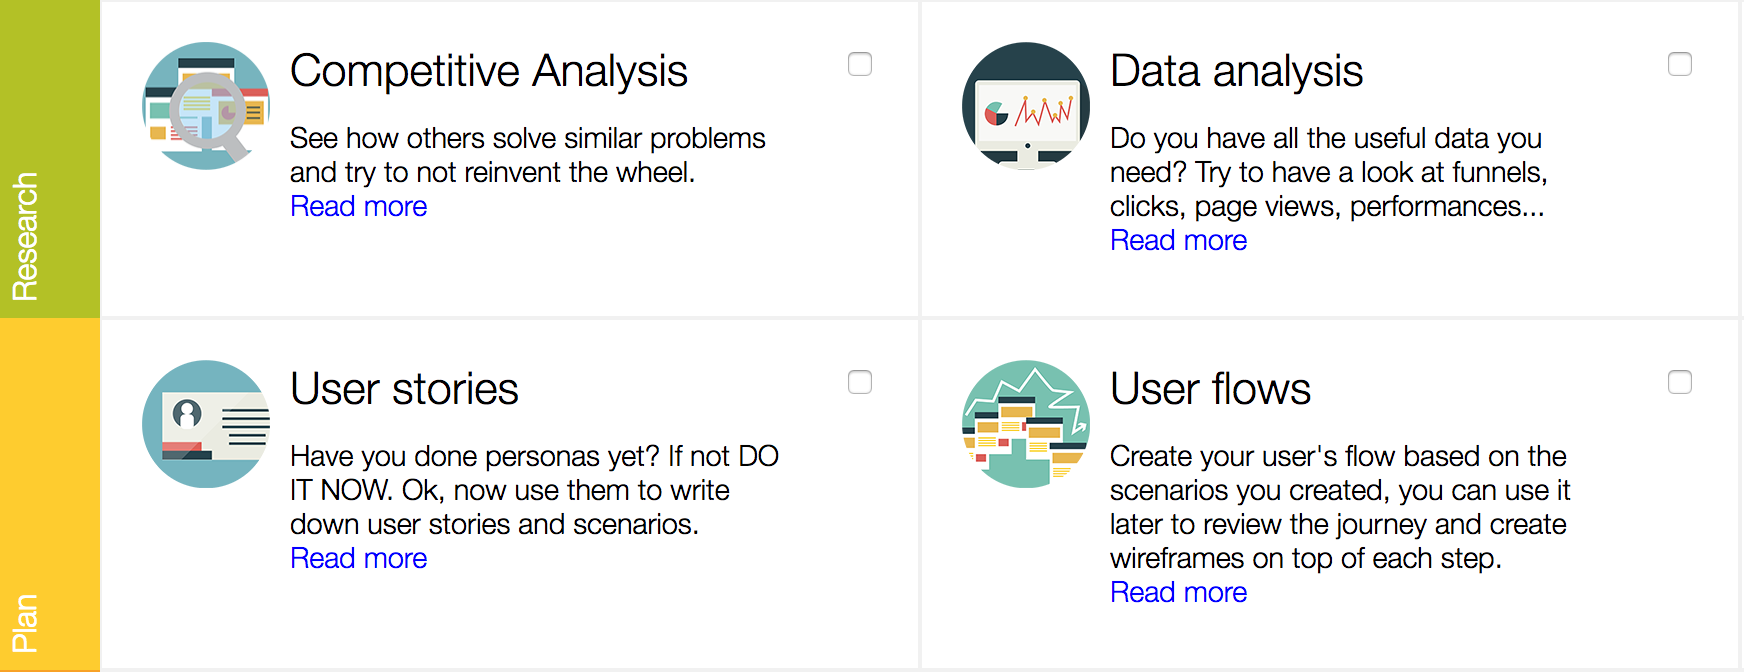 Research
Competitive Analysis
See how others solve similar problems
and try to not reinvent the wheel.
Read more
Data analysis
Do you have all the useful data you
need? Try to have a look at funnels,
clicks, page views, performances...
Read more
Plan
User stories
Have you done personas yet? If not DO
IT NOW. Ok, now use them to write
down user stories and scenarios.
Read more
User flows
Create your user's flow based on the
scenarios you created, you can use it
later to review the journey and create
wireframes on top of each step.
Read more